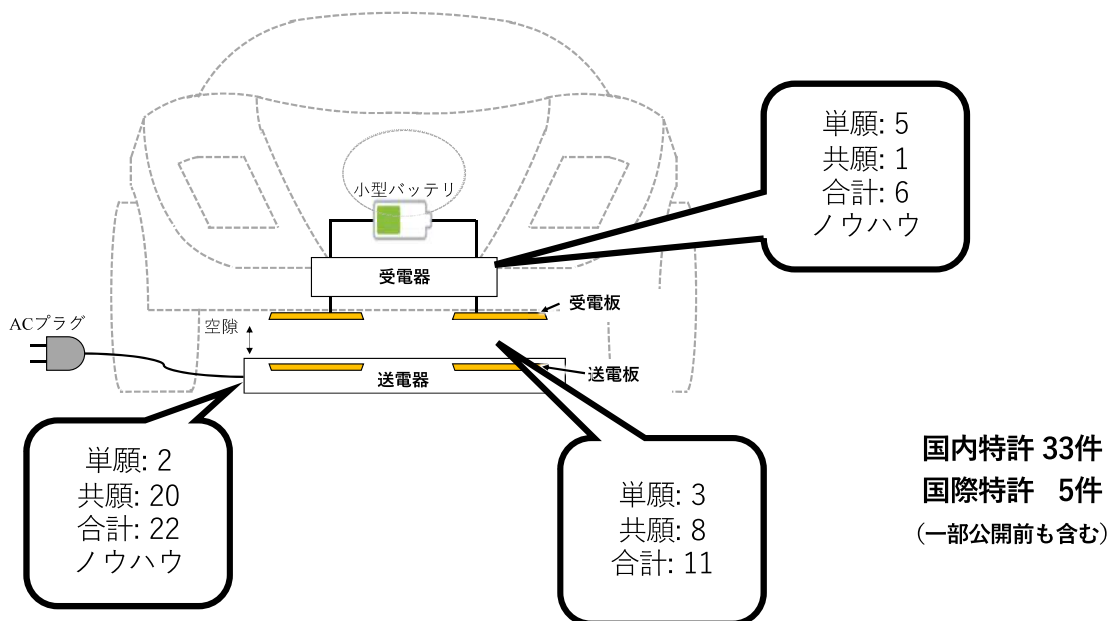 単願: 5
共願: 1
合計: 6
ノウハウ
小型バッテリ
受電器
受電板
ACプラグ
空隙
送電器
送電板
単願: 2
共願: 20
合計: 22
ノウハウ
単願: 3
共願: 8
合計: 11
国内特許 33件
国際特許 5件
（一部公開前も含む）